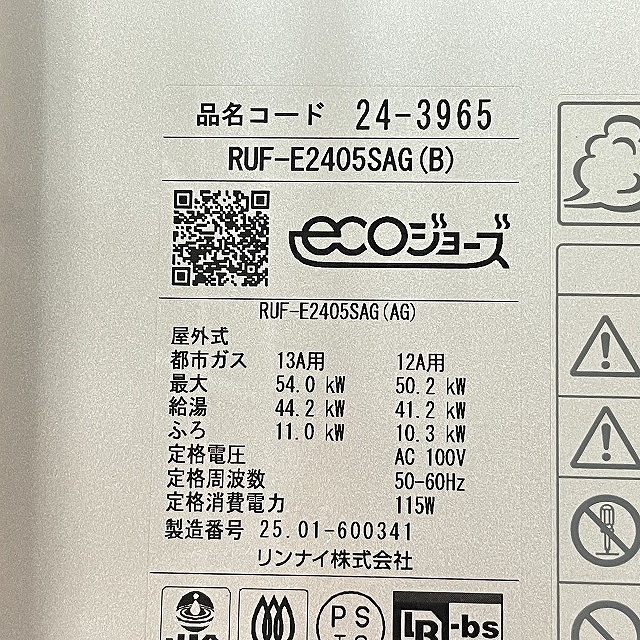 品名コード 24-3965
RUF-E2405SAG(B)
ecoジョーズ
RUF-E2405SAG(AG)
屋外式
都市ガス 13A用 12A用
最大 54.0 kW 50.2 kW
給湯 44.2 kW 41.2 kW
ふろ 11.0 kW 10.3 kW
定格電圧 AC 100V
定格周波数 50-60Hz
定格消費電力 115W
製造番号 25.01-600341
リンナイ株式会社
PS
LR-bs